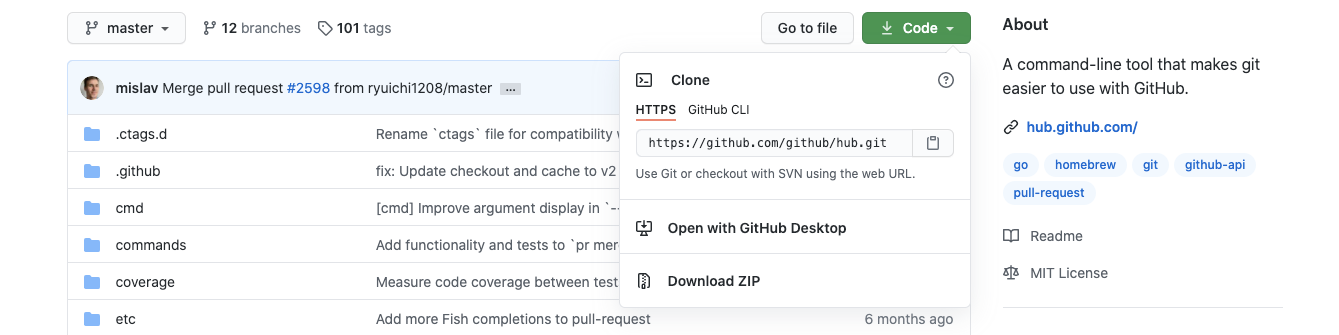 master 12 branches 101 tags Go to file Code
mislav Merge pull request #2598 from ryuichi1208/master ...
.ctags.d Rename `ctags` file for compatibility
.github fix: Update checkout and cache to v2
cmd [cmd] Improve argument display in `--
commands Add functionality and tests to `pr
coverage Measure code coverage between test
etc Add more Fish completions to pull-request 6 months ago
Clone
HTTPS GitHub CLI
https://github.com/github/hub.git
Use Git or checkout with SVN using the web URL.
Open with GitHub Desktop
Download ZIP
About
A command-line tool that makes git
easier to use with GitHub.
hub.github.com/
go homebrew git github-api
pull-request
Readme
MIT License